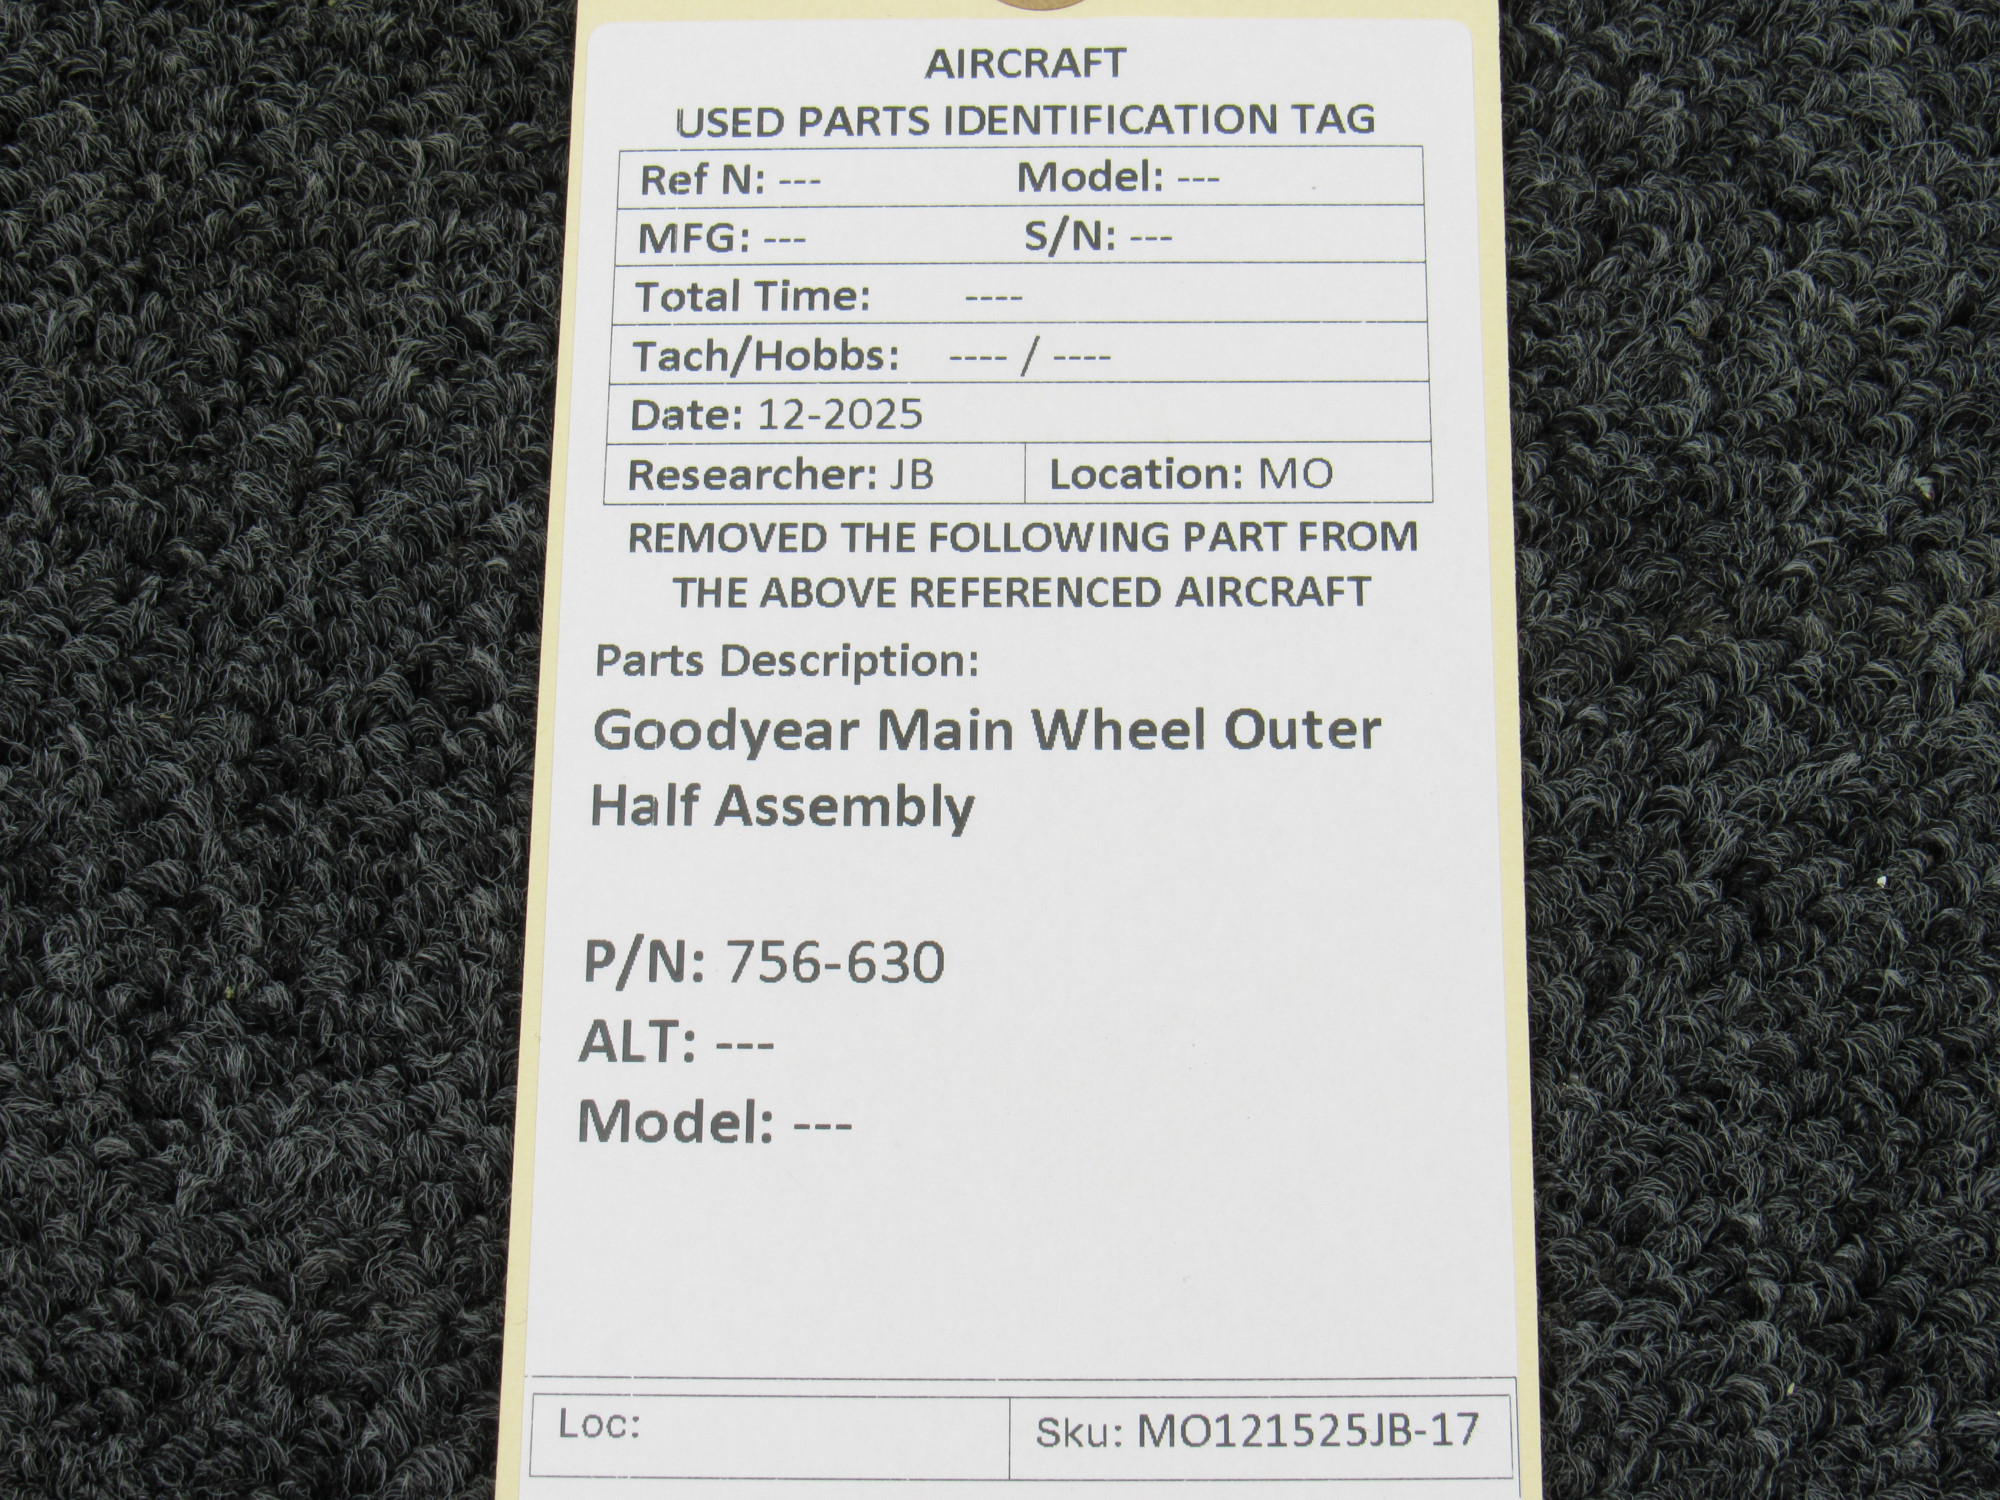 AIRCRAFT
USED PARTS IDENTIFICATION TAG
Ref N: --- Model: ---
MFG: --- S/N: ---
Total Time: ----
Tach/Hobbs: ---- / ----
Date: 12-2025
Researcher: JB Location: MO
REMOVED THE FOLLOWING PART FROM
THE ABOVE REFERENCED AIRCRAFT
Parts Description:
Goodyear Main Wheel Outer
Half Assembly
P/N: 756-630
ALT: ---
Model: ---
Loc: Sku: MO121525JB-17